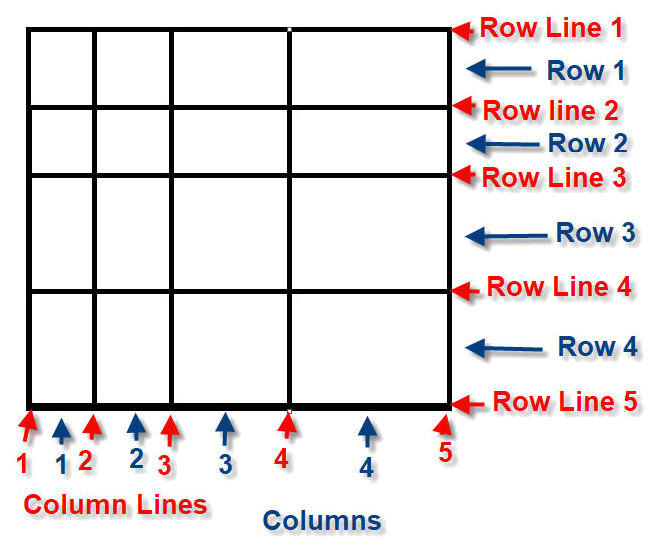 Row Line 1
Row 1
Row line 2
Row 2
Row Line 3
Row 3
Row Line 4
Row 4
Row Line 5
1 1 2 2 3 3 4 4 5
Column Lines
Columns